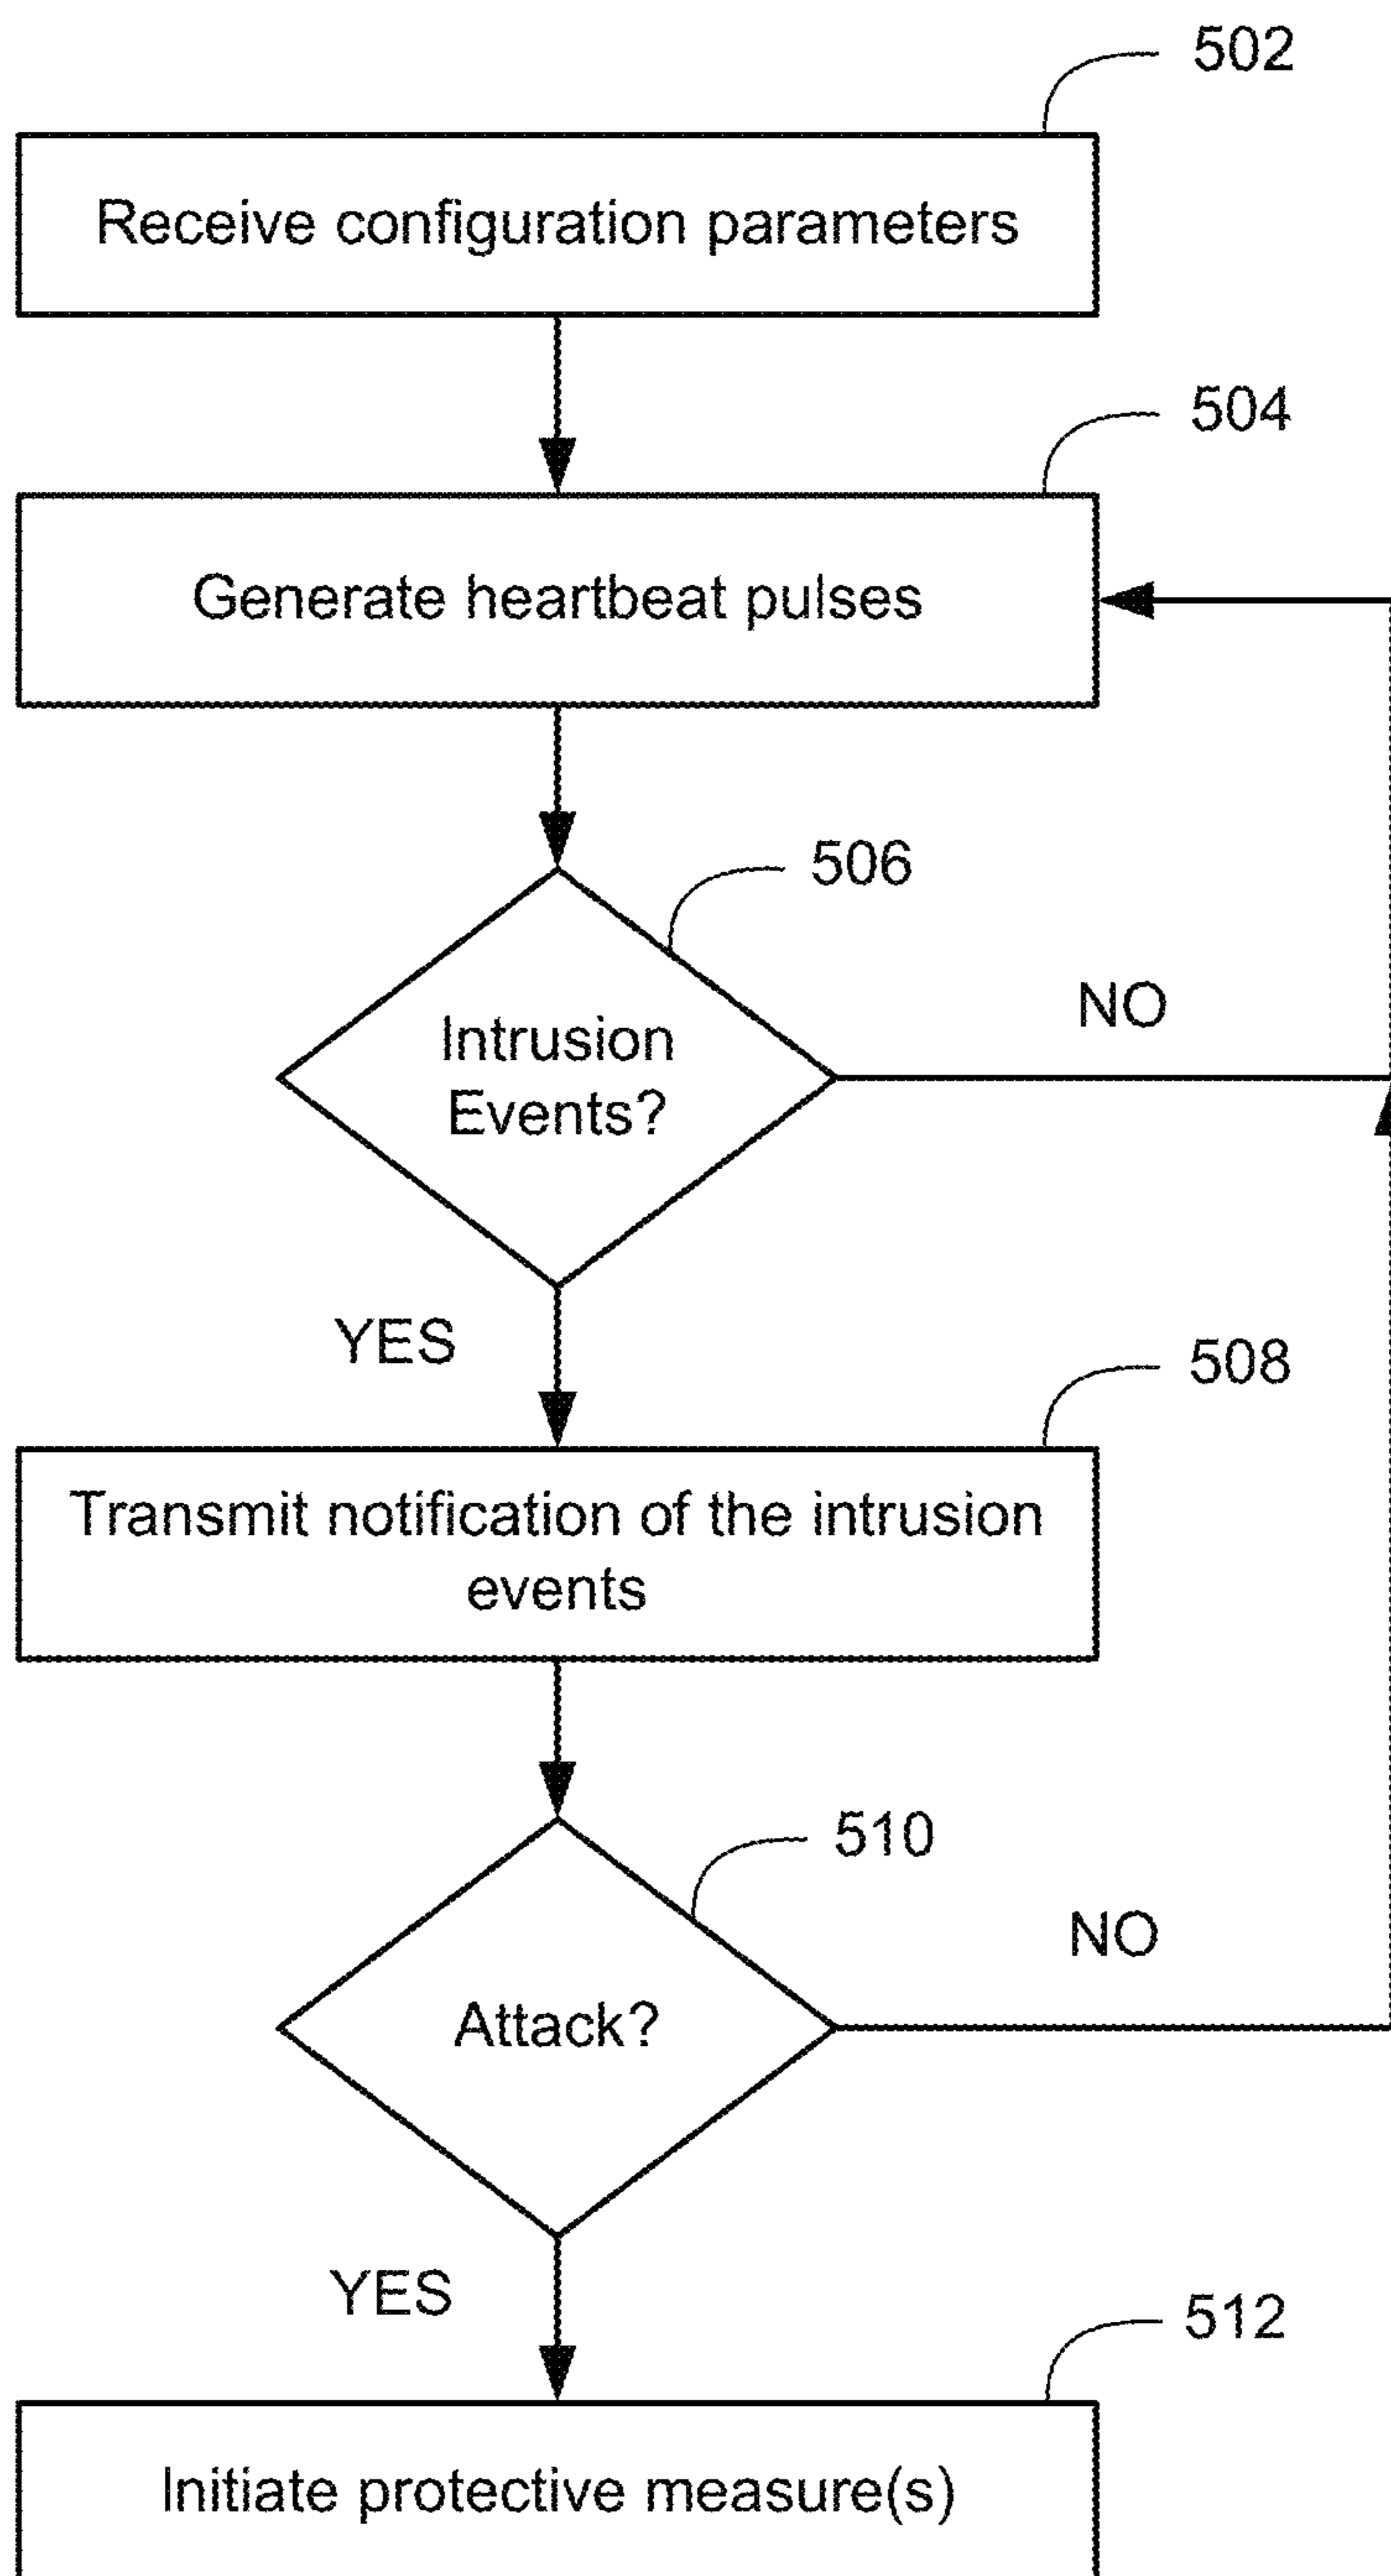 502
Receive configuration parameters
504
Generate heartbeat pulses
506
Intrusion
Events?
NO
YES
508
Transmit notification of the intrusion
events
510
Attack?
NO
YES
512
Initiate protective measure(s)